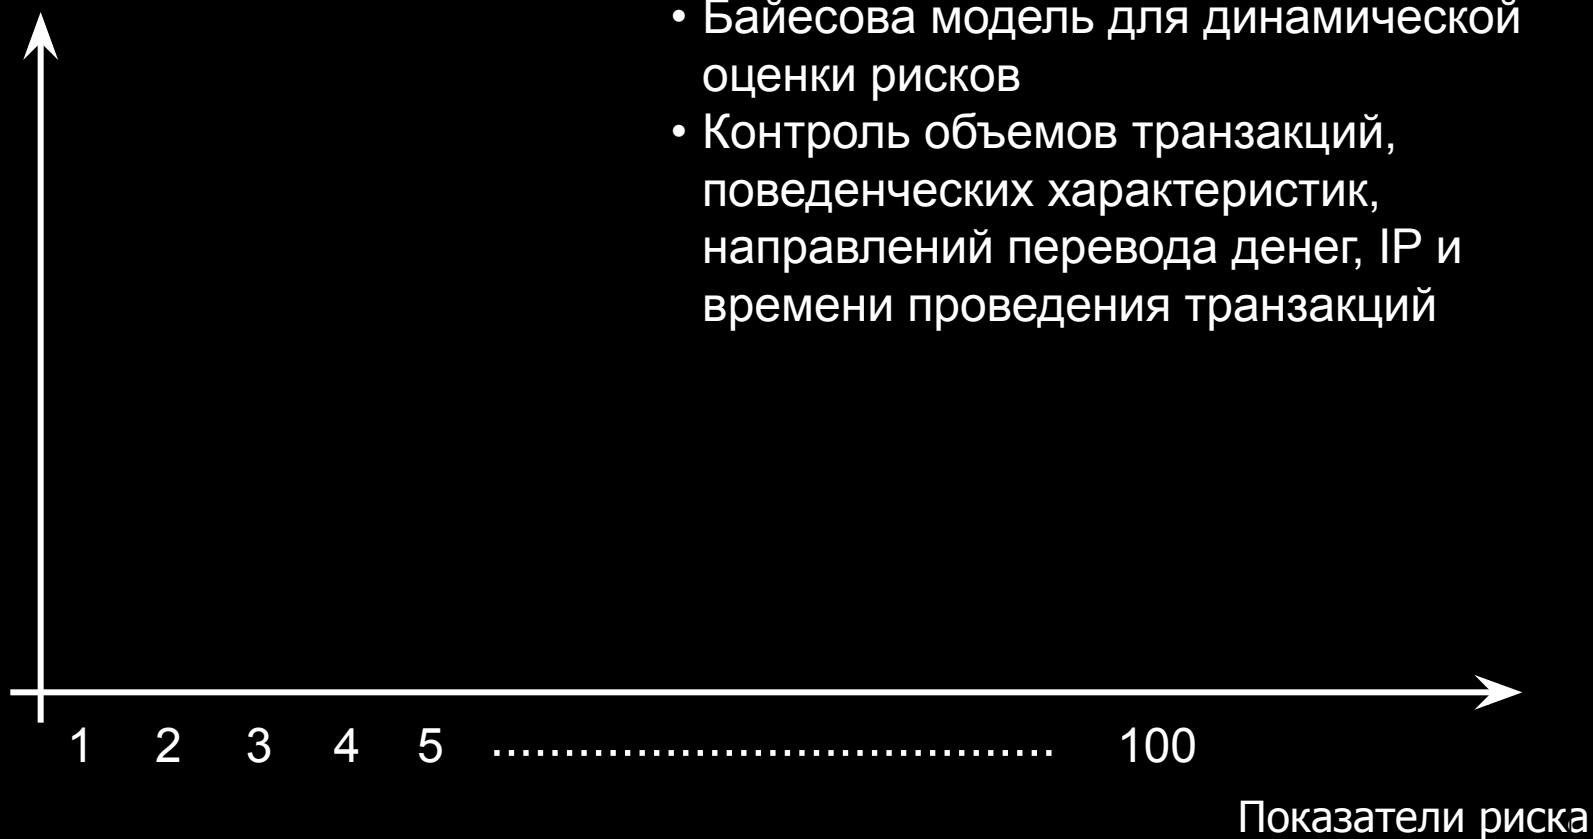 • Байесова модель для динамической
оценки рисков
• Контроль объемов транзакций,
поведенческих характеристик,
направлений перевода денег, IP и
времени проведения транзакций
1 2 3 4 5 ....................................... 100
Показатели риска